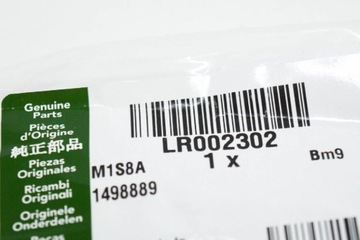 Genuine
Parts
Pièces
d'Origine
純正部品
Piezas
Originales
Ricambi
Originali
Originele
Onderdelen
LR002302
1 x
Bm9
M1S8A
1498889